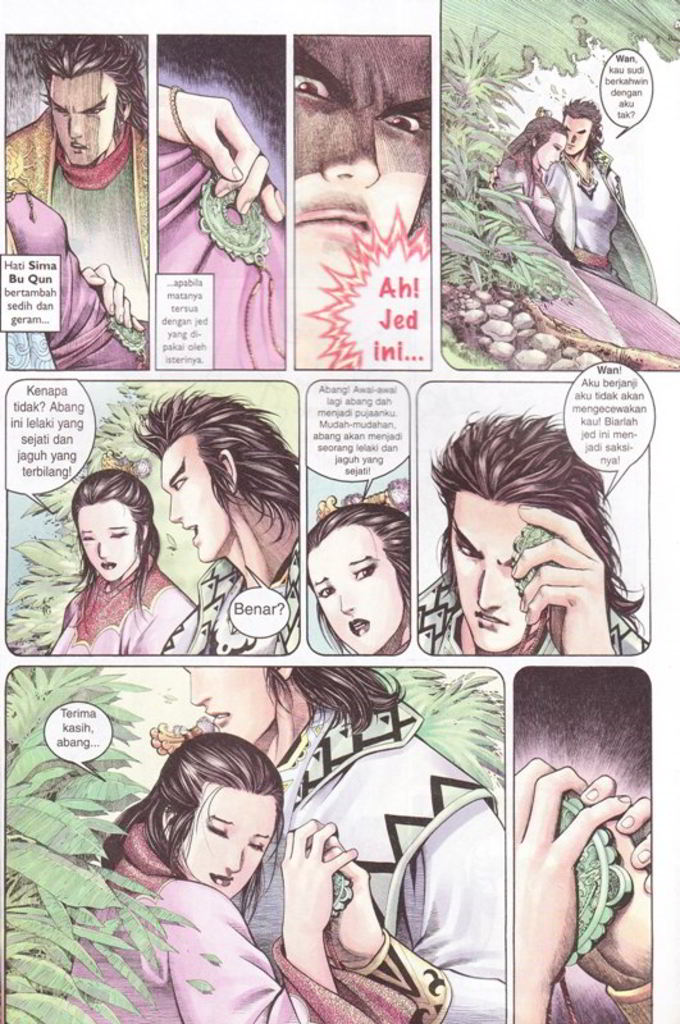 Hati Sima
Bu Qun
bertambah
sedih dan
geram...
...apabila
matanya
tersua
dengan jed
yang di-
pakai oleh
isterinya.
Ah!
Jed
ini...
Wan,
kau sudi
berkahwin
dengan
aku
tak?
Kenapa
tidak? Abang
ini lelaki yang
sejati dan
jaguh yang
terbilang!
Benar?
Abang! Awal-awal
lagi abang dah
menjadi pujaanku.
Mudah-mudahan,
abang akan menjadi
seorang lelaki dan
jaguh yang
sejati!
Wan!
Aku berjanji
aku tidak akan
mengecewakan
kau! Biarlah
jed ini men-
jadi saksi-
nya!
Terima
kasih,
abang...